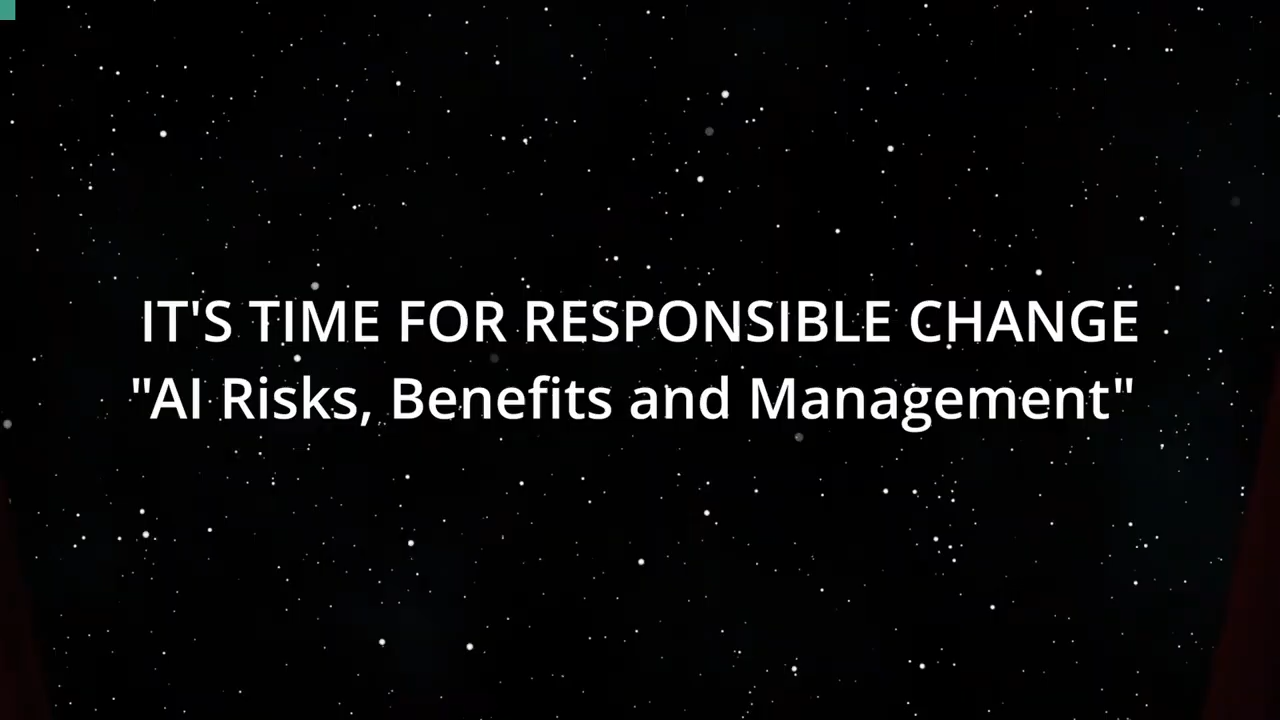 IT'S TIME FOR RESPONSIBLE CHANGE
"AI Risks, Benefits and Management"